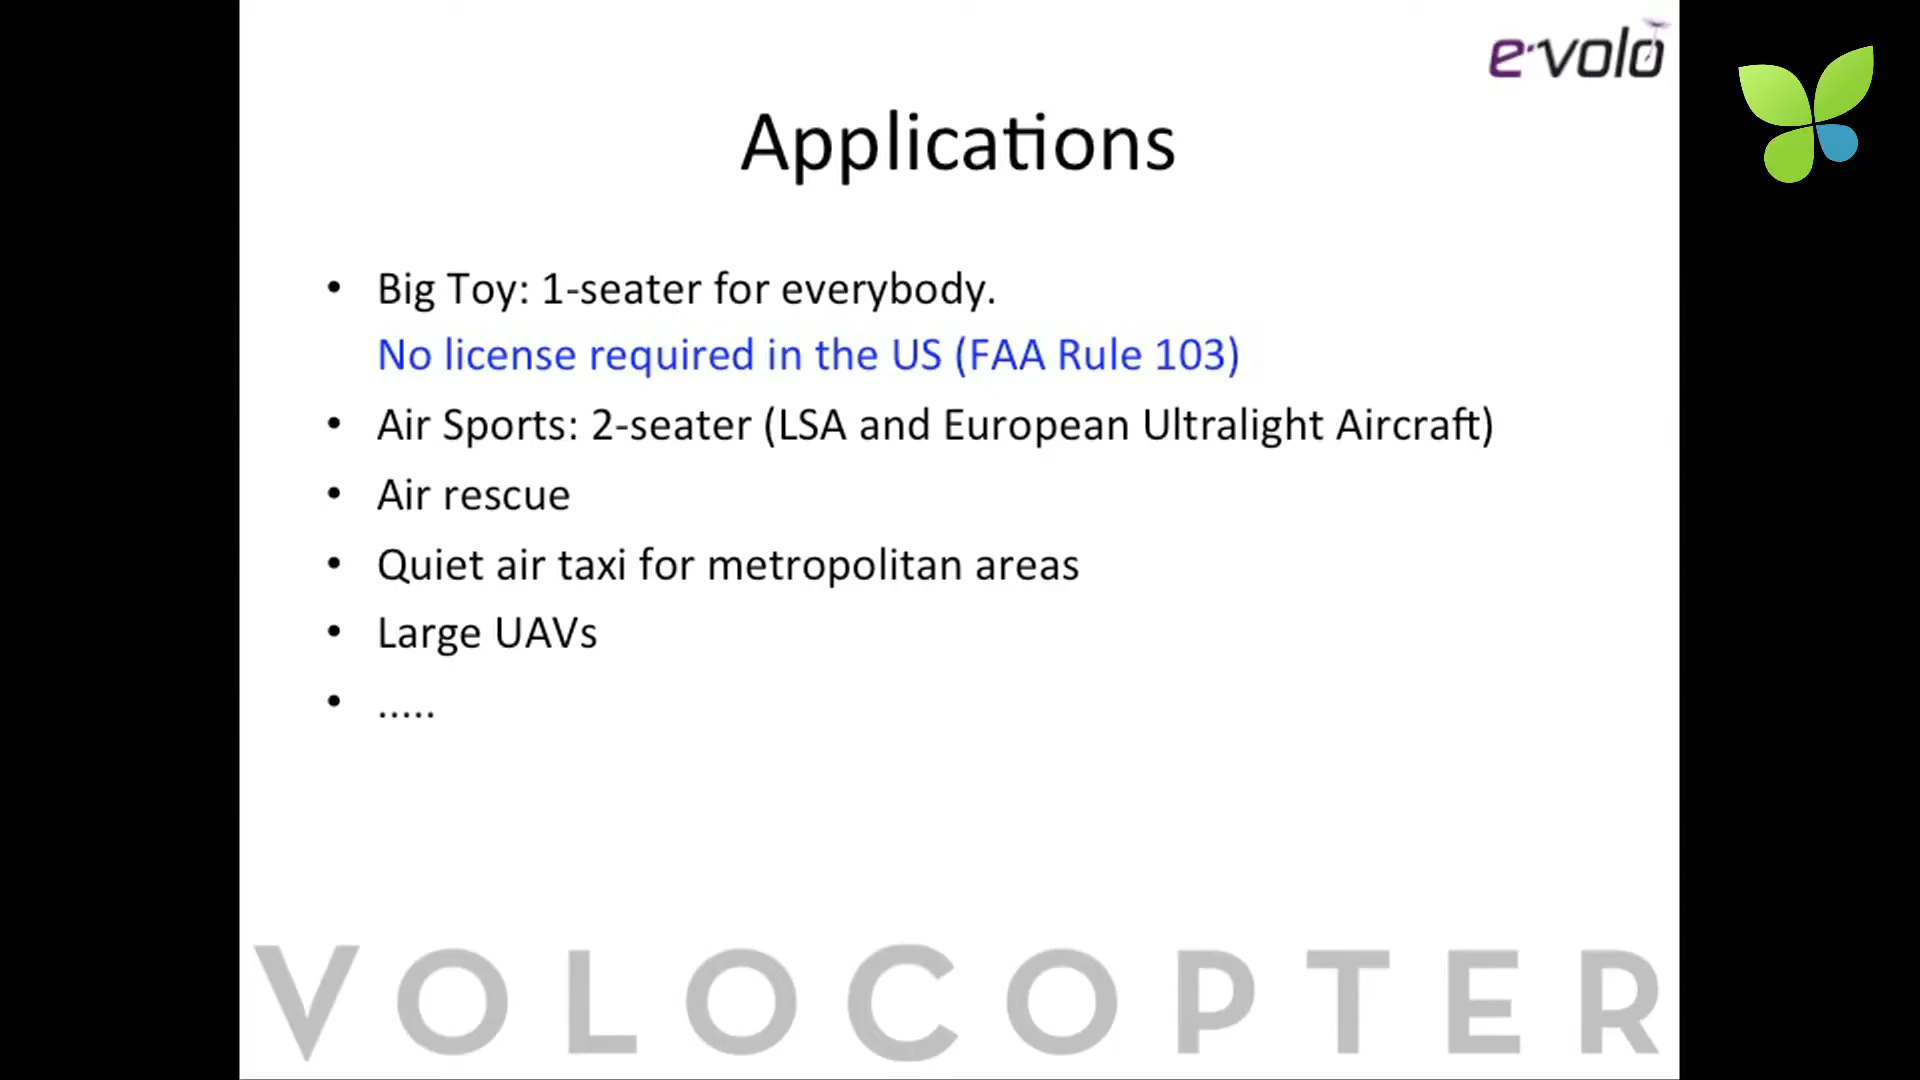 e-volo
Applications
• Big Toy: 1-seater for everybody.
No license required in the US (FAA Rule 103)
• Air Sports: 2-seater (LSA and European Ultralight Aircraft)
• Air rescue
• Quiet air taxi for metropolitan areas
• Large UAVs
• .....
VOLOCOPTER